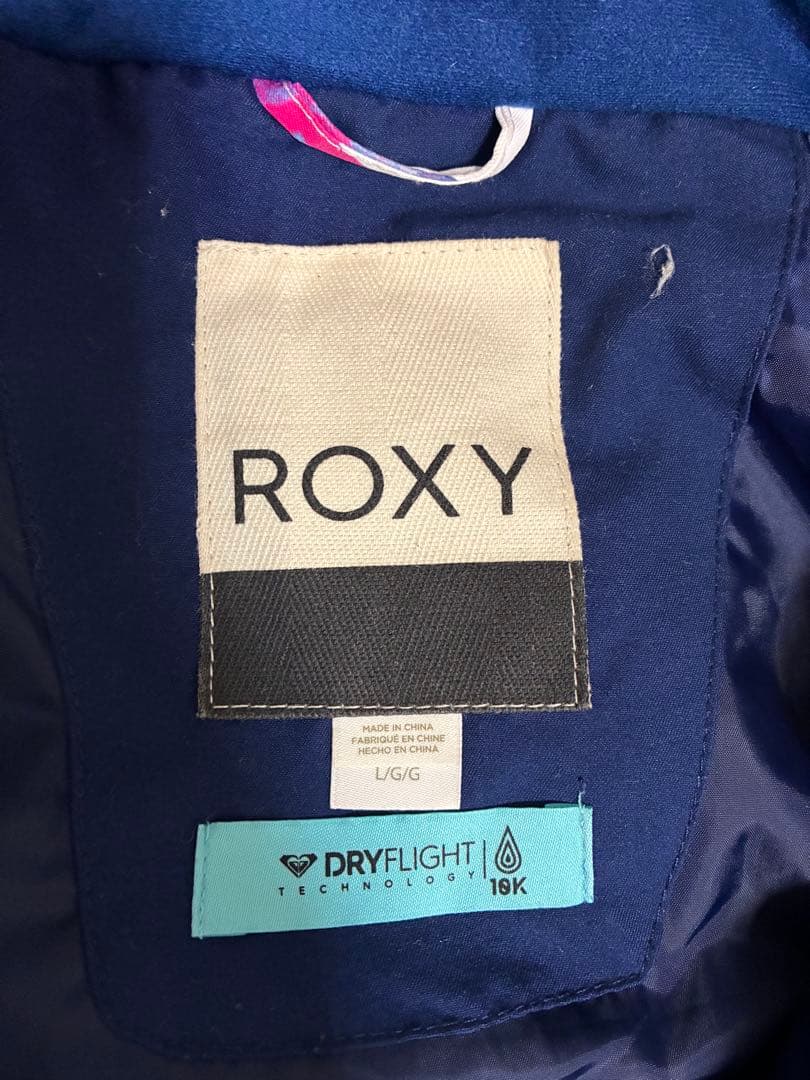 ROXY
MADE IN CHINA
FABRIQUÉ EN CHINE
HECHO EN CHINA
L/G/G
DRYFLIGHT
TECHNOLOGY
10K